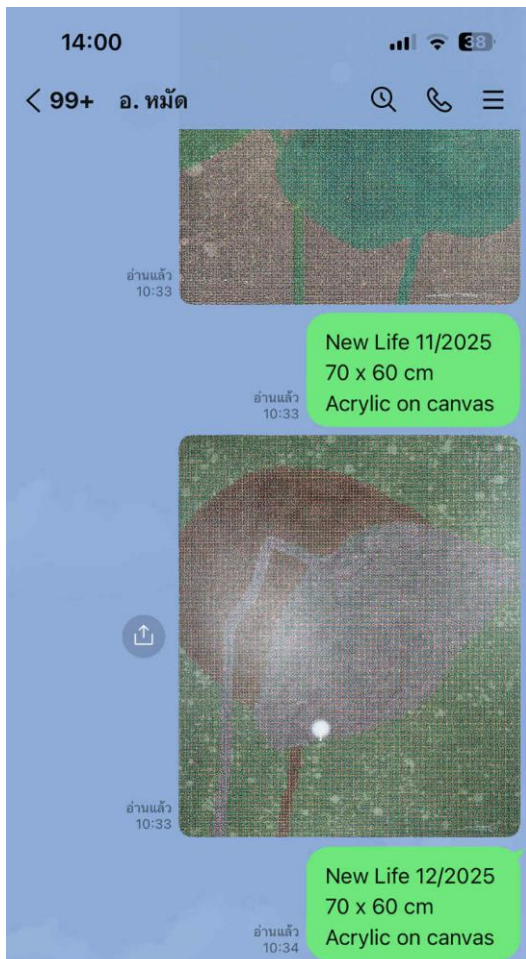 14:00
38
99+ อ. หมัด
อ่านแล้ว
10:33
New Life 11/2025
70 x 60 cm
Acrylic on canvas
อ่านแล้ว
10:33
อ่านแล้ว
10:33
New Life 12/2025
70 x 60 cm
Acrylic on canvas
อ่านแล้ว
10:34